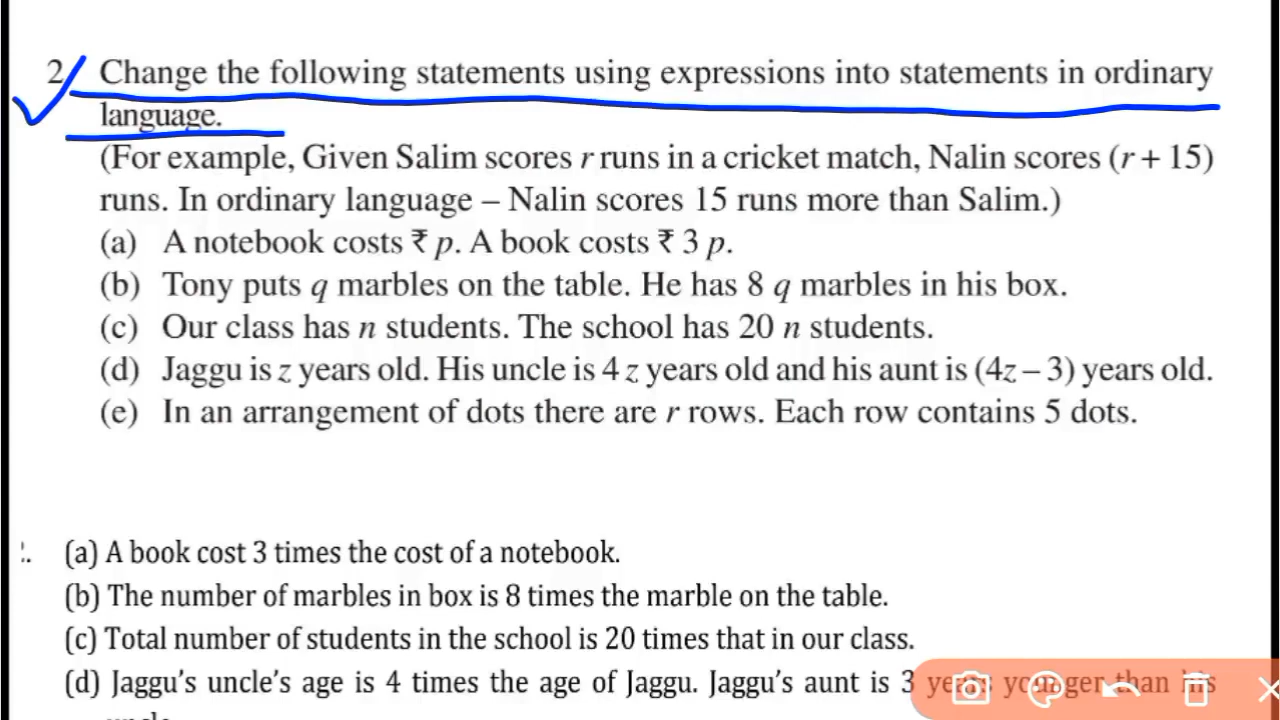 2. Change the following statements using expressions into statements in ordinary
language.
(For example, Given Salim scores r runs in a cricket match, Nalin scores (r + 15)
runs. In ordinary language – Nalin scores 15 runs more than Salim.)
(a) A notebook costs ₹ p. A book costs ₹ 3 p.
(b) Tony puts q marbles on the table. He has 8 q marbles in his box.
(c) Our class has n students. The school has 20 n students.
(d) Jaggu is z years old. His uncle is 4 z years old and his aunt is (4z – 3) years old.
(e) In an arrangement of dots there are r rows. Each row contains 5 dots.
(a) A book cost 3 times the cost of a notebook.
(b) The number of marbles in box is 8 times the marble on the table.
(c) Total number of students in the school is 20 times that in our class.
(d) Jaggu's uncle's age is 4 times the age of Jaggu. Jaggu's aunt is 3 years younger than his